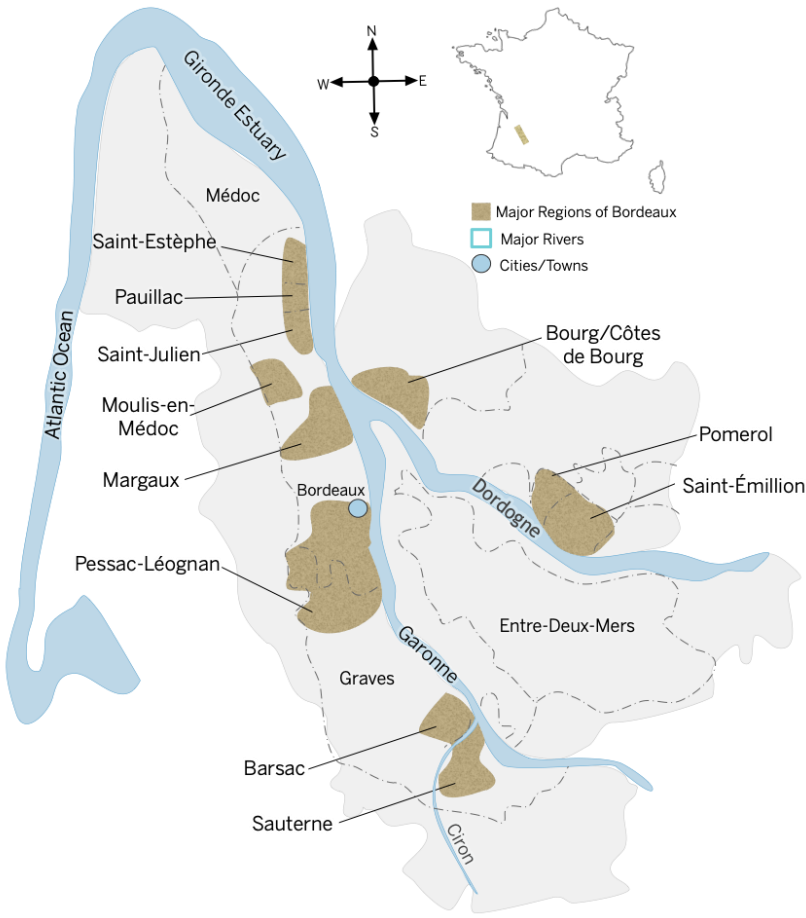 N
W
E
S
Gironde Estuary
Médoc
Major Regions of Bordeaux
Major Rivers
Cities/Towns
Saint-Estèphe
Pauillac
Saint-Julien
Atlantic Ocean
Bourg/Côtes
de Bourg
Moulis-en-
Médoc
Margaux
Pomerol
Saint-Émillion
Bordeaux
Dordogne
Pessac-Léognan
Entre-Deux-Mers
Garonne
Graves
Barsac
Sauterne
Ciron